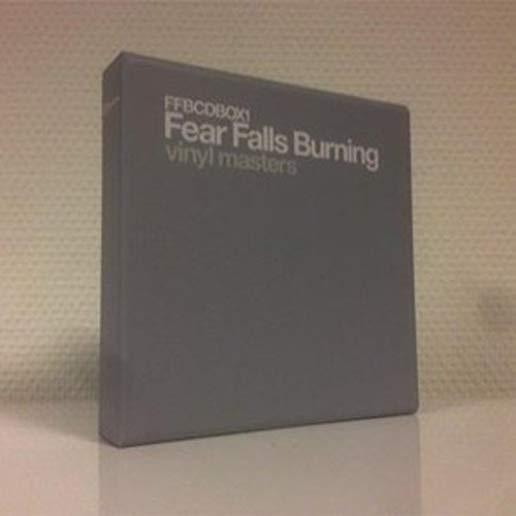 FFBCDBOX1
Fear Falls Burning
vinyl masters